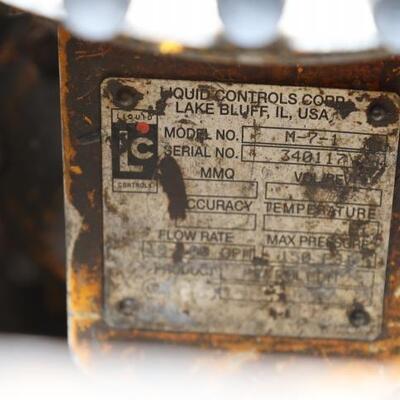 LIQUID CONTROLS CORP.
LAKE BLUFF, IL, USA
LIQUID
LC
CONTROLS
MODEL NO. M-7-1
SERIAL NO. 340117
MMQ
ACCURACY TEMPERATURE
FLOW RATE MAX PRESSURE
GPM 150
PRODUCT